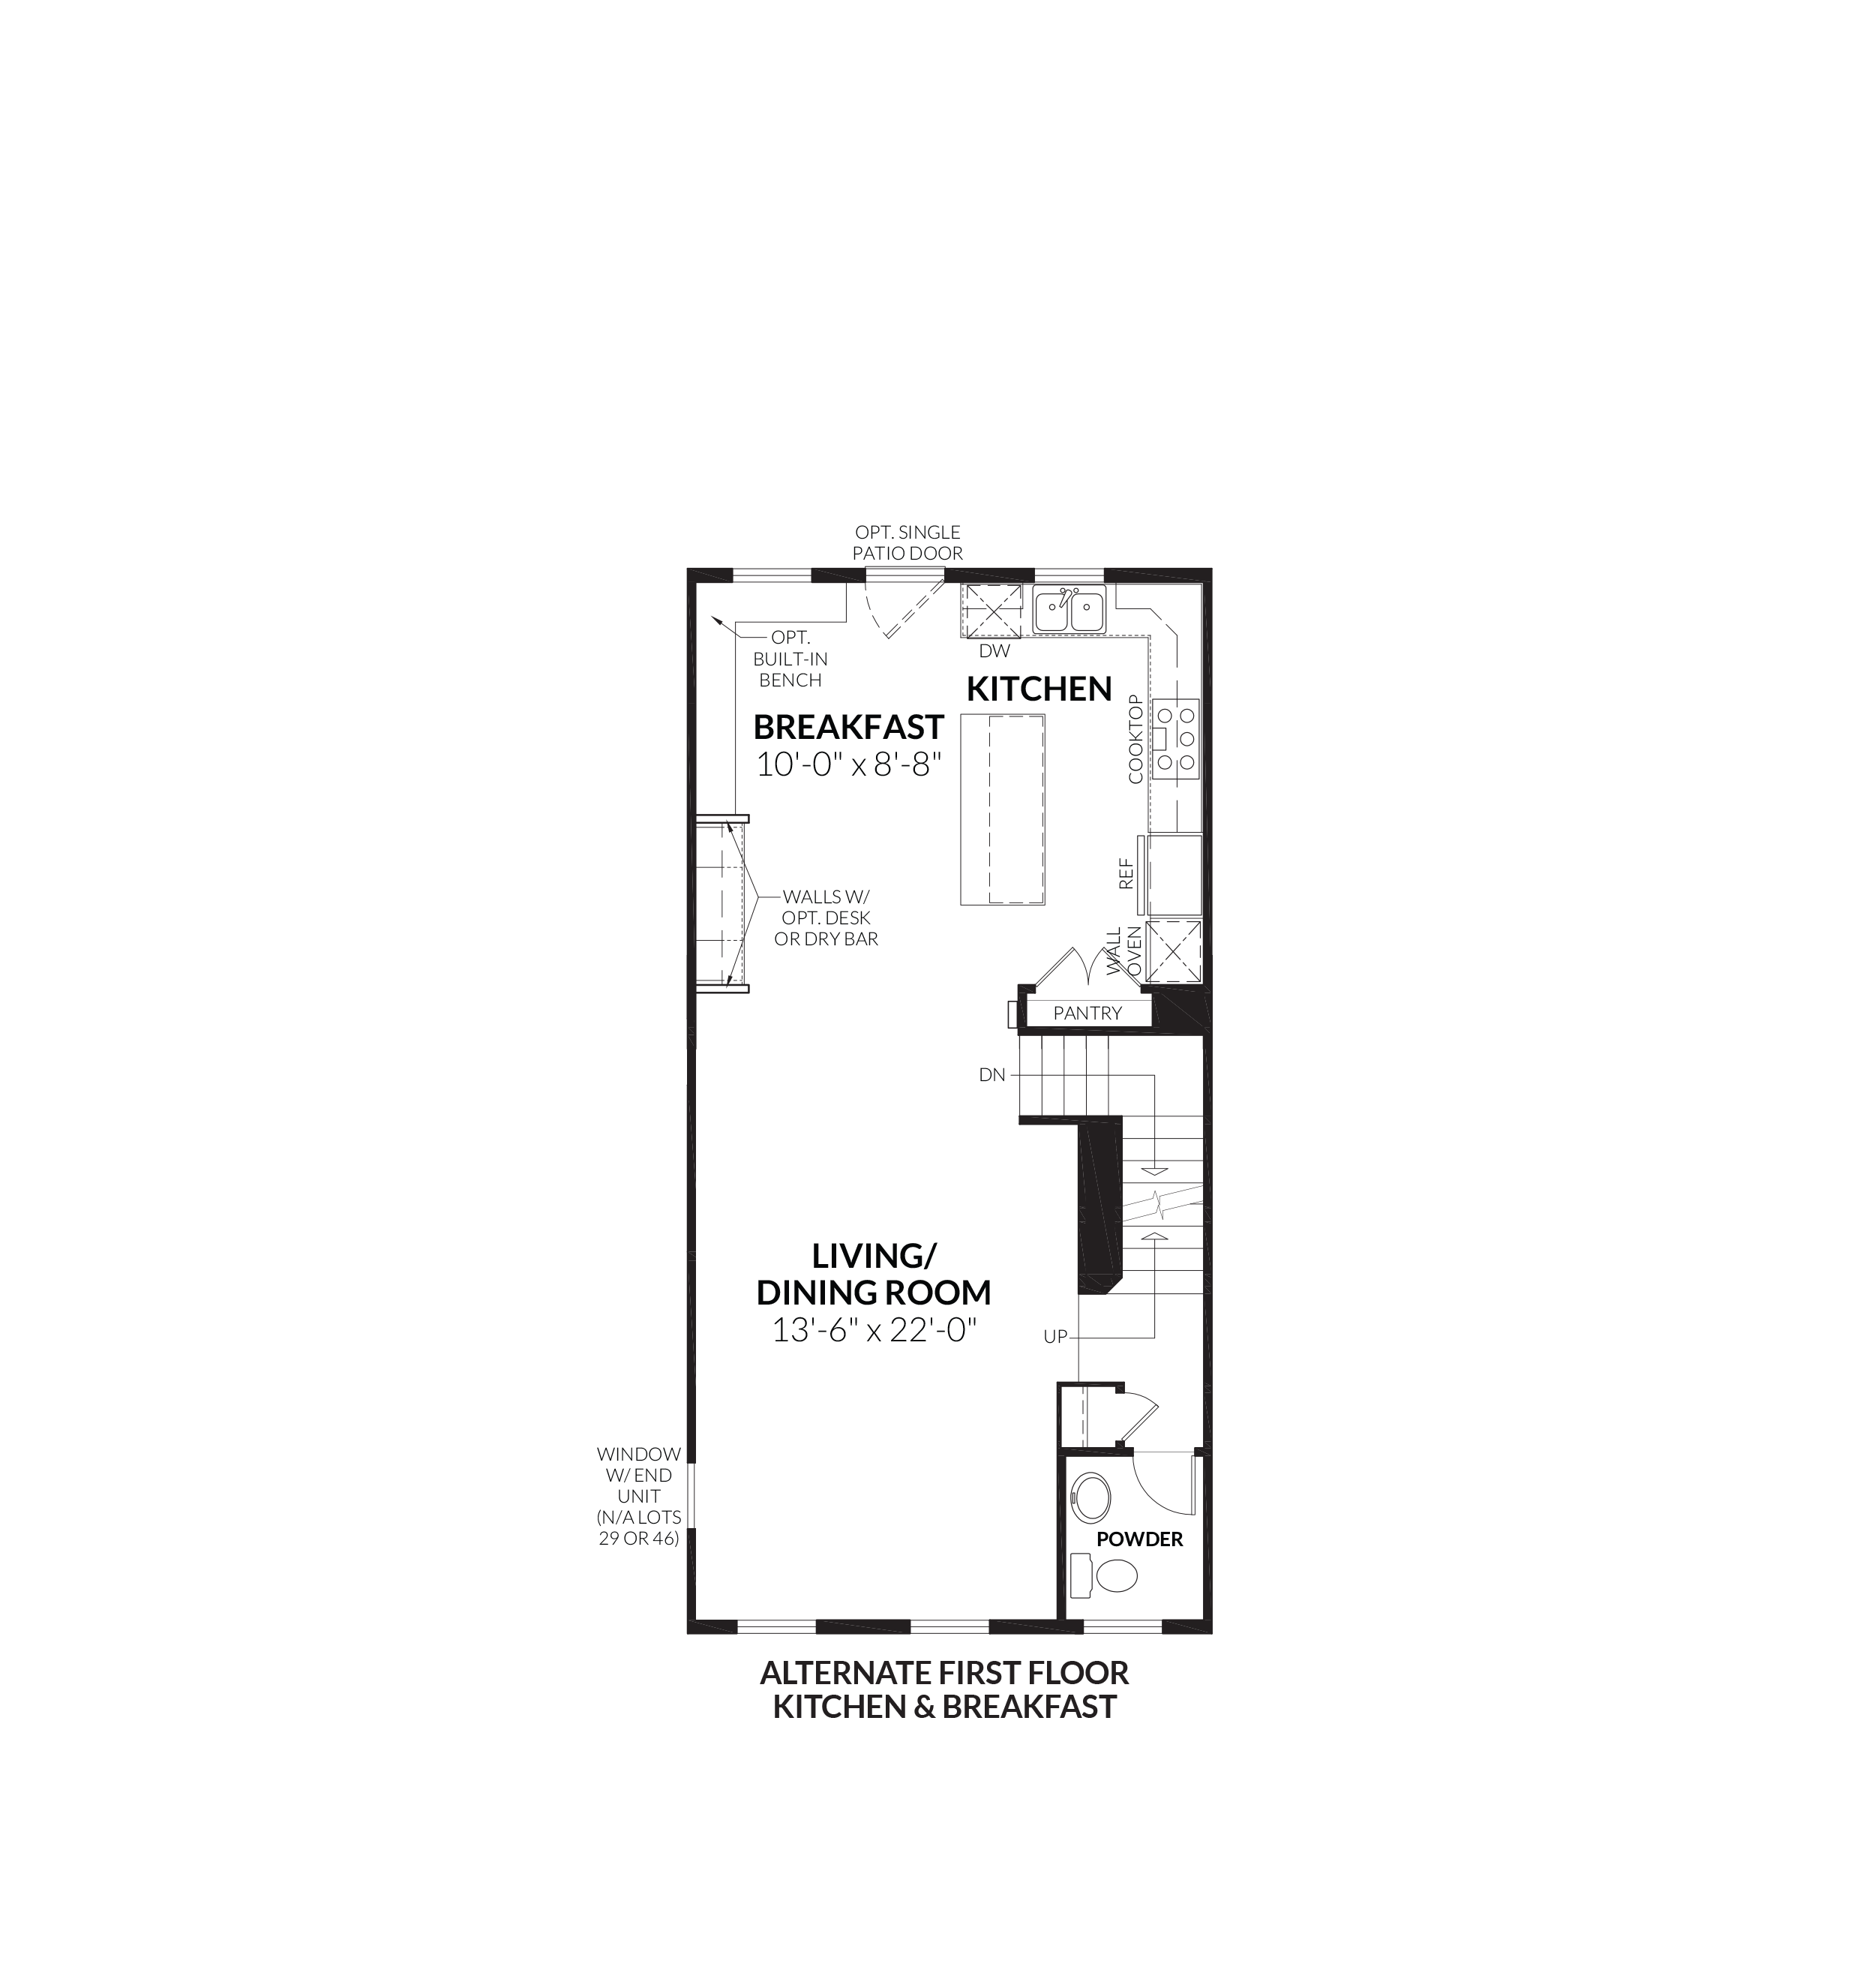 OPT. SINGLE
PATIO DOOR
OPT.
BUILT-IN
BENCH
DW
KITCHEN
BREAKFAST
10'-0" x 8'-8"
COOKTOP
REF
WALLS W/
OPT. DESK
OR DRY BAR
WALL
OVEN
PANTRY
DN
LIVING/
DINING ROOM
13'-6" x 22'-0"
UP
WINDOW
W/ END
UNIT
(N/A LOTS
29 OR 46)
POWDER
ALTERNATE FIRST FLOOR
KITCHEN & BREAKFAST